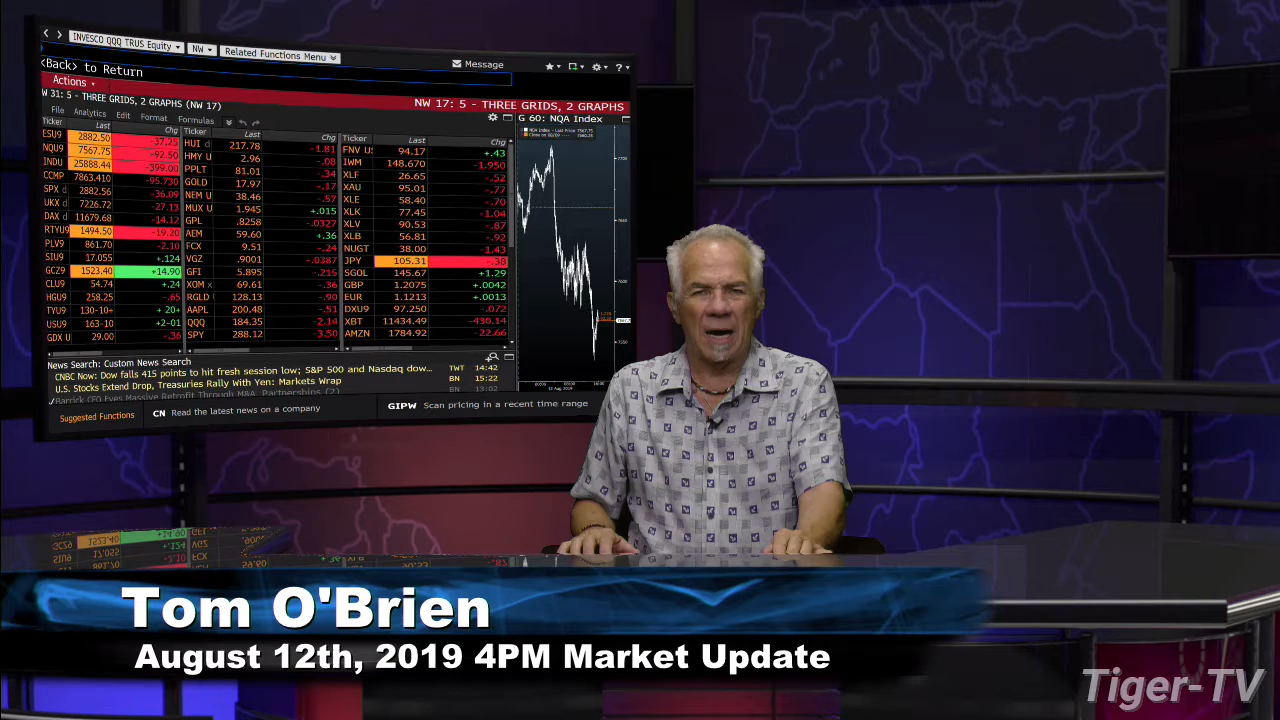 INVESCO QQQ TRUS Equity NW Related Functions Menu
<Back> to Return Message
Actions
W 31: 5 - THREE GRIDS, 2 GRAPHS (NW 17) NW 17: 5 - THREE GRIDS, 2 GRAPHS
File Analytics Edit Format Formulas G 60: NQA Index
Ticker Last Chg Ticker Last Chg Ticker Last Chg
ESU9 2882.50 -37.25 HUI d 217.78 -1.81 FNV US 94.17 +.43
NQU9 7567.75 -92.50 HMY U 2.96 -.08 IWM 148.670 -1.950
INDU 25888.44 -399.00 PPLT 81.01 -.34 XLF 26.65 -.52
CCMP 7863.410 -95.730 GOLD 17.97 -.17 XAU 95.01 -.77
SPX d 2882.56 -36.09 NEM U 38.46 -.57 XLE 58.40 -.70
UKX d 7226.72 -27.13 MUX U 1.945 +.015 XLK 77.45 -1.04
DAX d 11679.68 -14.12 GPL .8258 -.0327 XLV 90.53 -.87
RTYU9 1494.50 -19.20 AEM 59.60 +.36 XLB 56.81 -.92
PLV9 861.70 -2.10 FCX 9.51 -.24 NUGT 38.00 -1.43
SIU9 17.055 +.124 VGZ .9001 -.0387 JPY 105.31 -.38
GCZ9 1523.40 +14.90 GFI 5.895 -.215 SGOL 145.67 +1.29
CLU9 54.74 +.24 XOM x 69.61 -.36 GBP 1.2075 +.0042
HGU9 258.25 -.65 RGLD 128.13 -.90 EUR 1.1213 +.0013
TYU9 130-10+ + 20+ AAPL 200.48 -.51 DXU9 97.250 -.072
USU9 163-10 +2-01 QQQ 184.35 -2.14 XBT 11434.49 -430.14
GDX U 29.00 -.36 SPY 288.12 -3.50 AMZN 1784.92 -22.66
News Search: Custom News Search
CNBC Now: Dow falls 415 points to hit fresh session low; S&P 500 and Nasdaq dow... TWT 14:42
U.S. Stocks Extend Drop, Treasuries Rally With Yen: Markets Wrap BN 15:22
Barrick CFO Eyes Massive Retrofit Through M&A, Partnerships (2) BN 13:02
Suggested Functions CN Read the latest news on a company GIPW Scan pricing in a recent time range
Tom O'Brien
August 12th, 2019 4PM Market Update
Tiger-TV